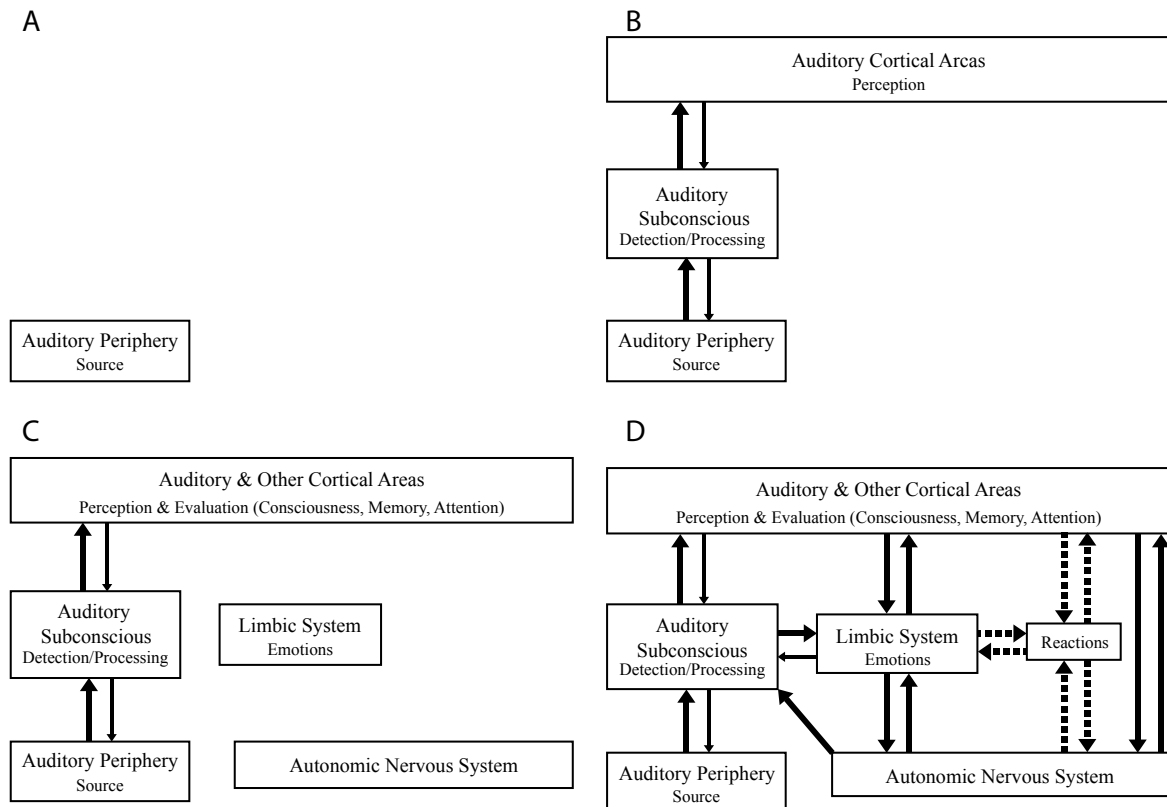 A
Auditory Periphery
Source
B
Auditory Cortical Areas
Perception
Auditory
Subconscious
Detection/Processing
Auditory Periphery
Source
C
Auditory & Other Cortical Areas
Perception & Evaluation (Consciousness, Memory, Attention)
Auditory
Subconscious
Detection/Processing
Limbic System
Emotions
Auditory Periphery
Source
Autonomic Nervous System
D
Auditory & Other Cortical Areas
Perception & Evaluation (Consciousness, Memory, Attention)
Auditory
Subconscious
Detection/Processing
Limbic System
Emotions
Reactions
Auditory Periphery
Source
Autonomic Nervous System